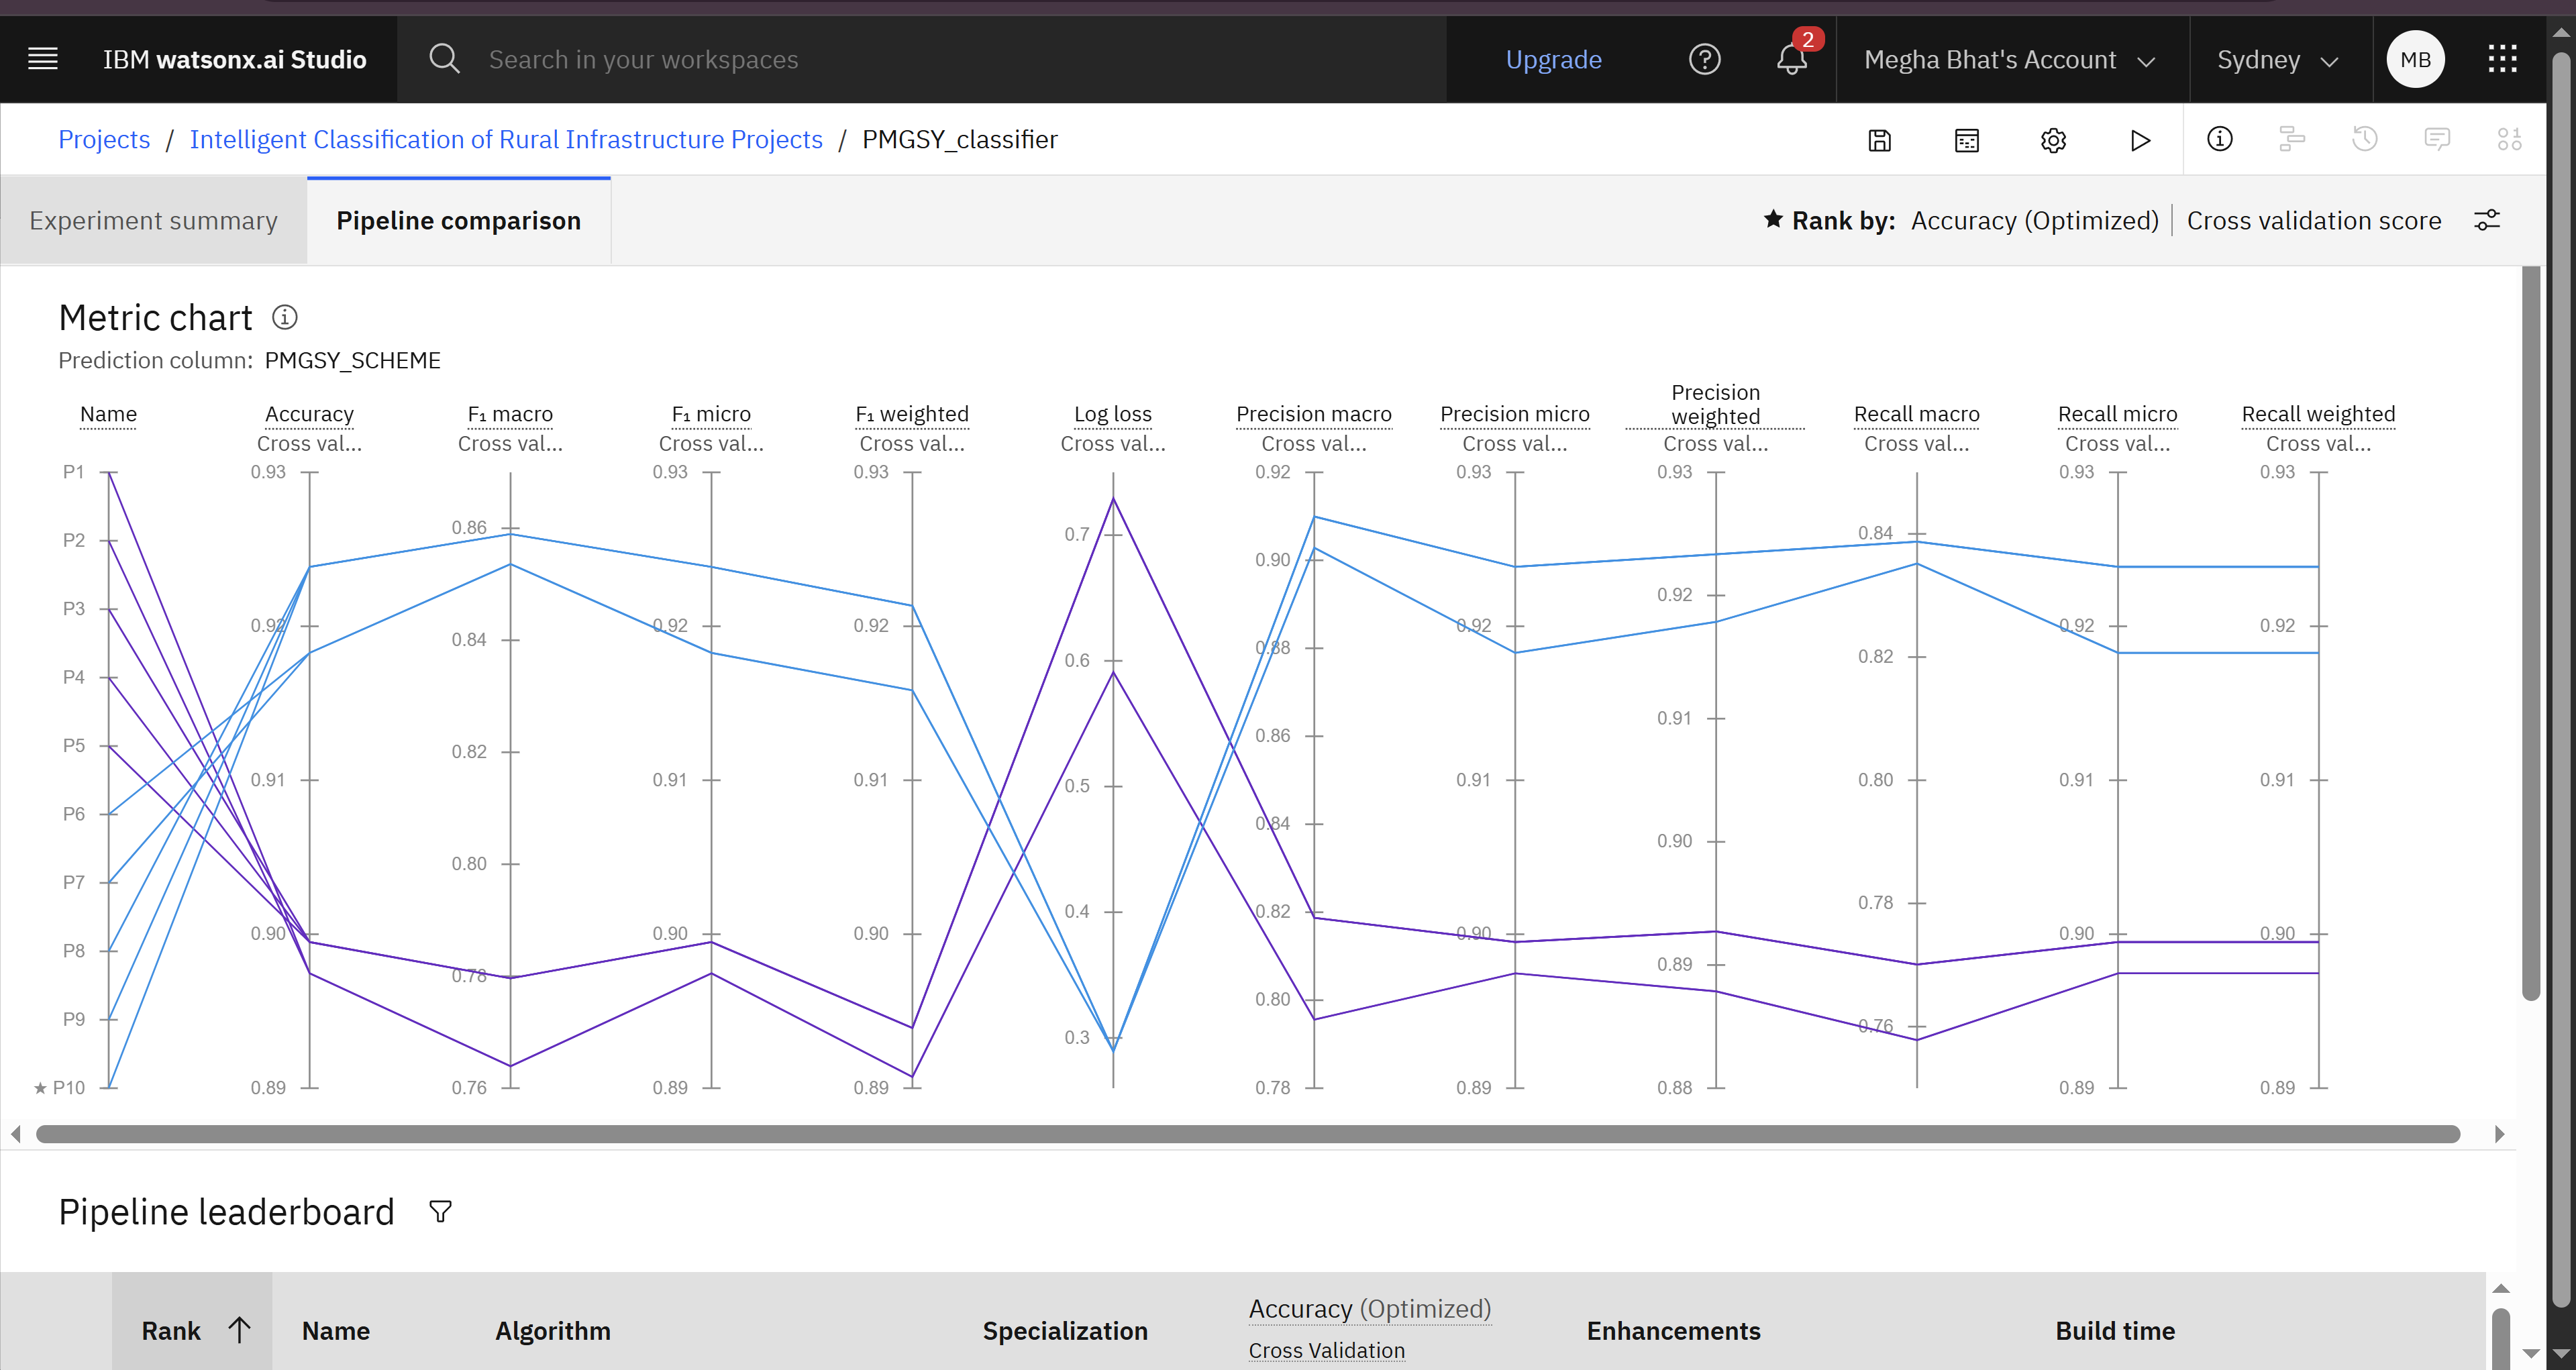 IBM watsonx.ai Studio
Search in your workspaces
Upgrade
2
Megha Bhat's Account
Sydney
MB
Projects / Intelligent Classification of Rural Infrastructure Projects / PMGSY_classifier
Experiment summary
Pipeline comparison
★ Rank by: Accuracy (Optimized) | Cross validation score
Metric chart
Prediction column: PMGSY_SCHEME
Name
P1
P2
P3
P4
P5
P6
P7
P8
P9
★ P10
Accuracy
Cross val...
0.93
0.92
0.91
0.90
0.89
F₁ macro
Cross val...
0.86
0.84
0.82
0.80
0.78
0.76
F₁ micro
Cross val...
0.93
0.92
0.91
0.90
0.89
F₁ weighted
Cross val...
0.93
0.92
0.91
0.90
0.89
Log loss
Cross val...
0.7
0.6
0.5
0.4
0.3
Precision macro
Cross val...
0.92
0.90
0.88
0.86
0.84
0.82
0.80
0.78
Precision micro
Cross val...
0.93
0.92
0.91
0.90
0.89
Precision
weighted
Cross val...
0.93
0.92
0.91
0.90
0.89
0.88
Recall macro
Cross val...
0.84
0.82
0.80
0.78
0.76
Recall micro
Cross val...
0.93
0.92
0.91
0.90
0.89
Recall weighted
Cross val...
0.93
0.92
0.91
0.90
0.89
Pipeline leaderboard
Rank
Name
Algorithm
Specialization
Accuracy (Optimized)
Cross Validation
Enhancements
Build time